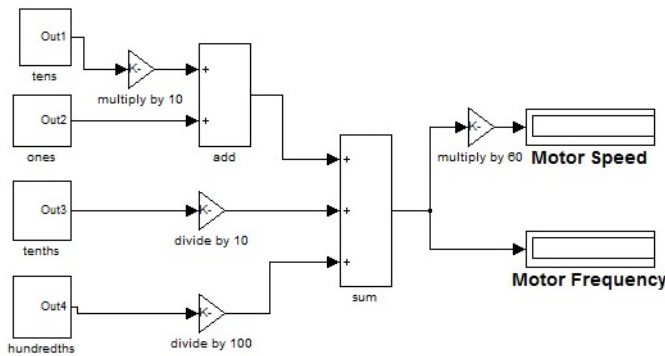 Out1
tens
K-
multiply by 10
+
+
add
Out2
ones
Out3
tenths
K-
divide by 10
Out4
hundredths
K-
divide by 100
+
+
+
sum
K-
multiply by 60
Motor Speed
Motor Frequency